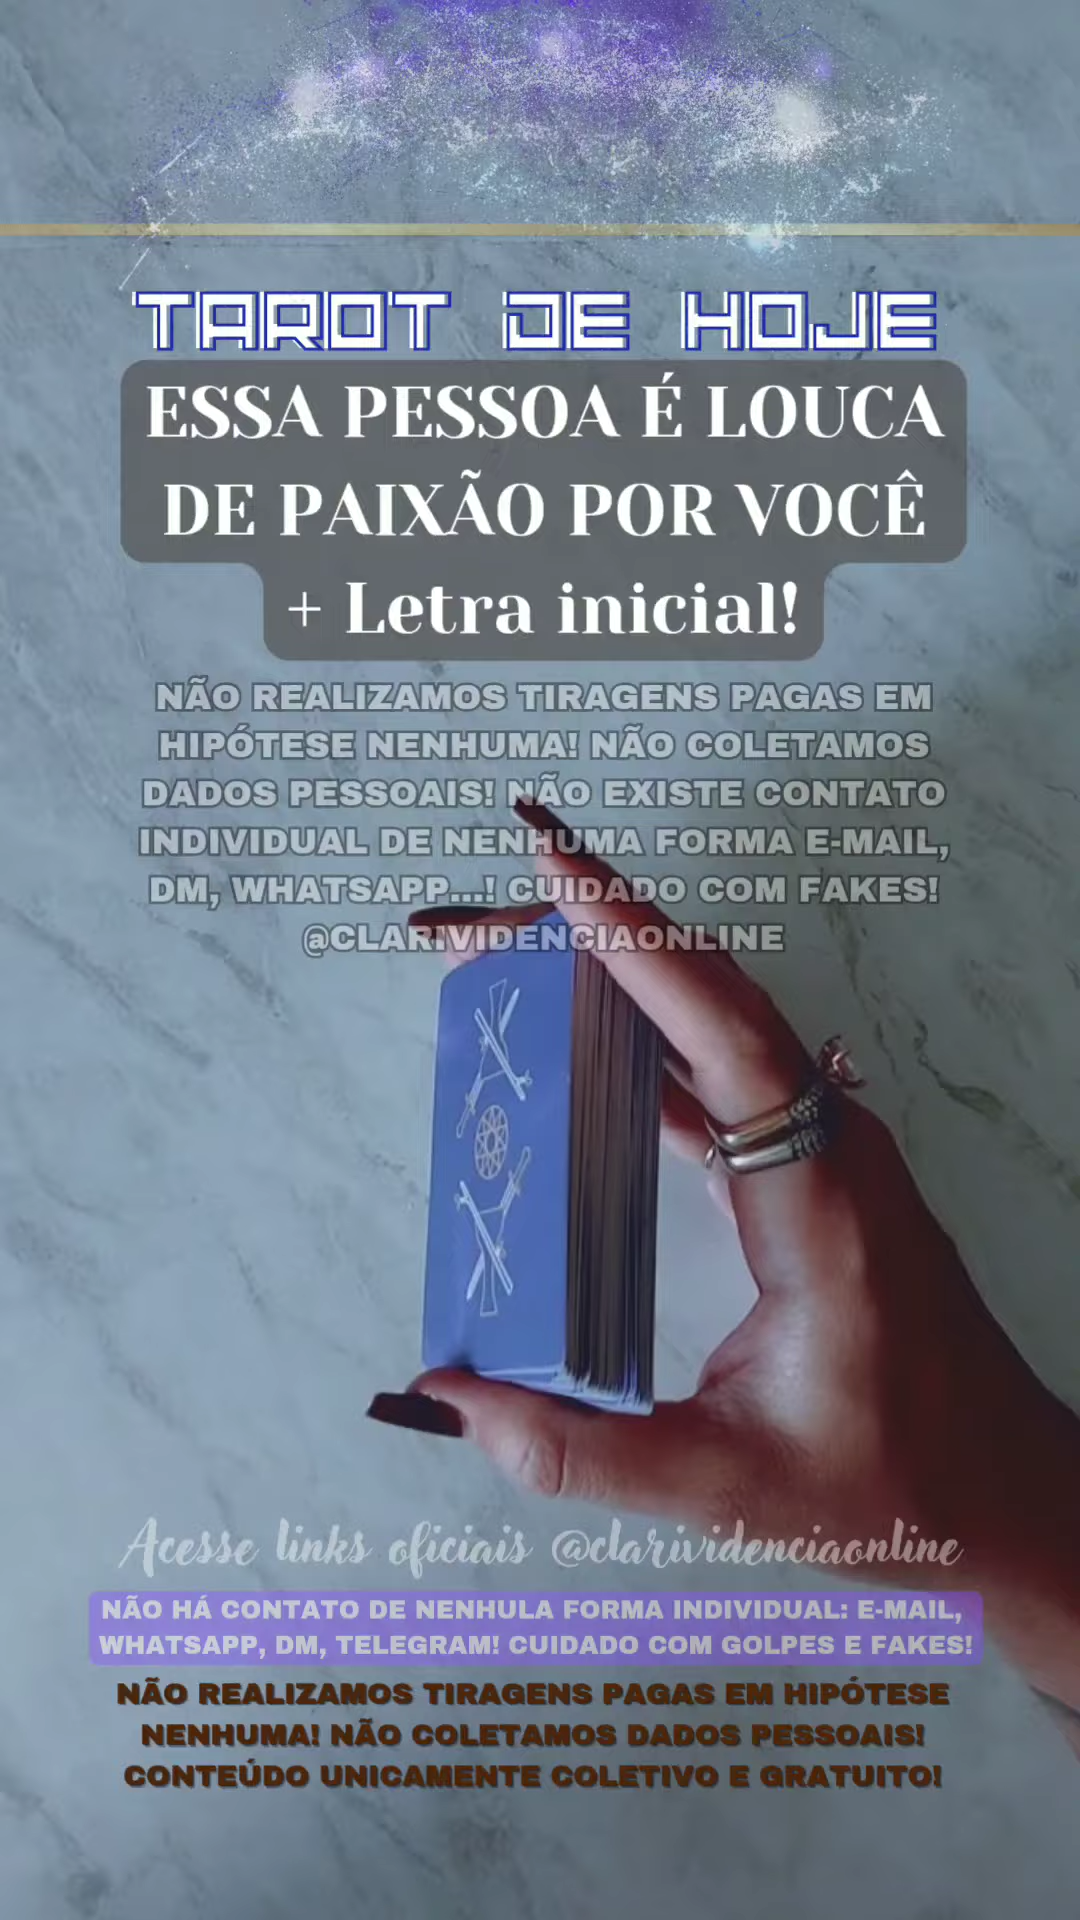 TAROT DE HOJE
ESSA PESSOA É LOUCA
DE PAIXÃO POR VOCÊ
+ Letra inicial!
NÃO REALIZAMOS TIRAGENS PAGAS EM
HIPÓTESE NENHUMA! NÃO COLETAMOS
DADOS PESSOAIS! NÃO EXISTE CONTATO
INDIVIDUAL DE NENHUMA FORMA E-MAIL,
DM, WHATSAPP...! CUIDADO COM FAKES!
@CLARIVIDENCIAONLINE
Acesse links oficiais @clarividenciaonline
NÃO HÁ CONTATO DE NENHULA FORMA INDIVIDUAL: E-MAIL,
WHATSAPP, DM, TELEGRAM! CUIDADO COM GOLPES E FAKES!
NÃO REALIZAMOS TIRAGENS PAGAS EM HIPÓTESE
NENHUMA! NÃO COLETAMOS DADOS PESSOAIS!
CONTEÚDO UNICAMENTE COLETIVO E GRATUITO!